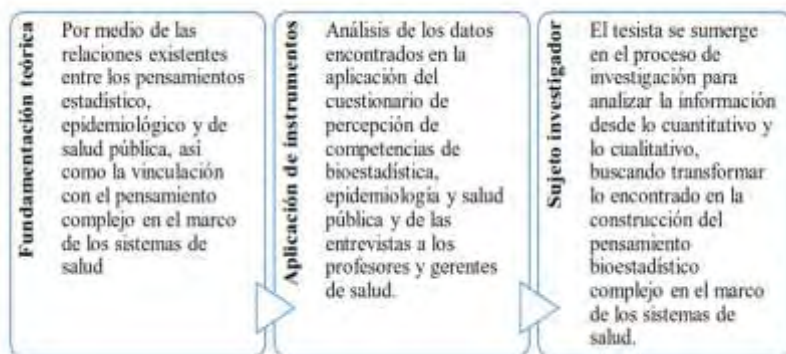 Fundamentación teórica
Por medio de las
relaciones existentes
entre los pensamientos
estadístico,
epidemiológico y de
salud pública, así
como la vinculación
con el pensamiento
complejo en el marco
de los sistemas de
salud
Aplicación de instrumentos
Análisis de los datos
encontrados en la
aplicación del
cuestionario de
percepción de
competencias de
bioestadística,
epidemiología y salud
pública y de las
entrevistas a los
profesores y gerentes
de salud.
Sujeto investigador
El tesista se sumerge
en el proceso de
investigación para
analizar la información
desde lo cuantitativo y
lo cualitativo,
buscando transformar
lo encontrado en la
construcción del
pensamiento
bioestadístico
complejo en el marco
de los sistemas de
salud.